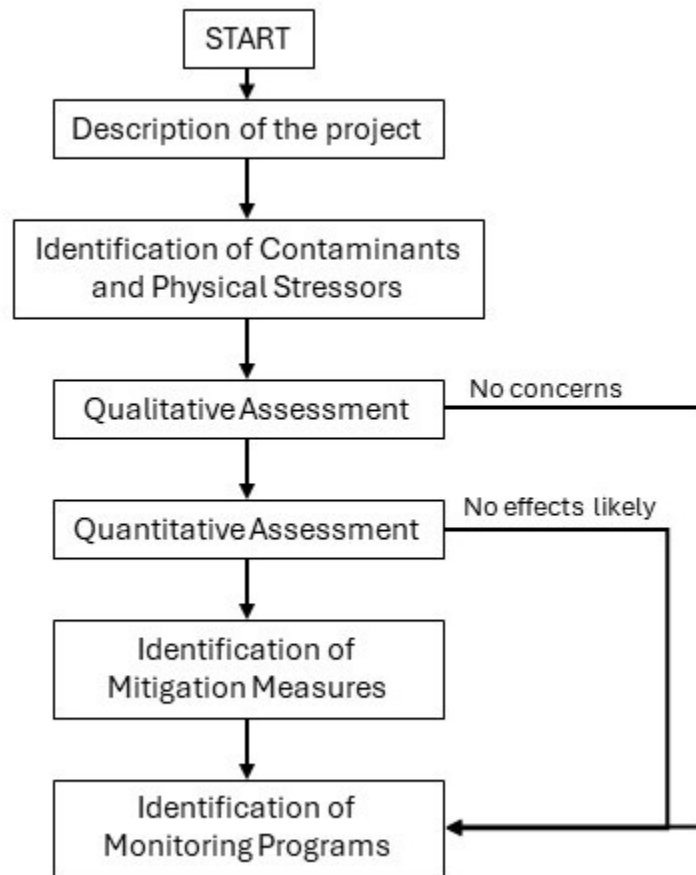 START
Description of the project
Identification of Contaminants
and Physical Stressors
Qualitative Assessment
No concerns
Quantitative Assessment
No effects likely
Identification of
Mitigation Measures
Identification of
Monitoring Programs